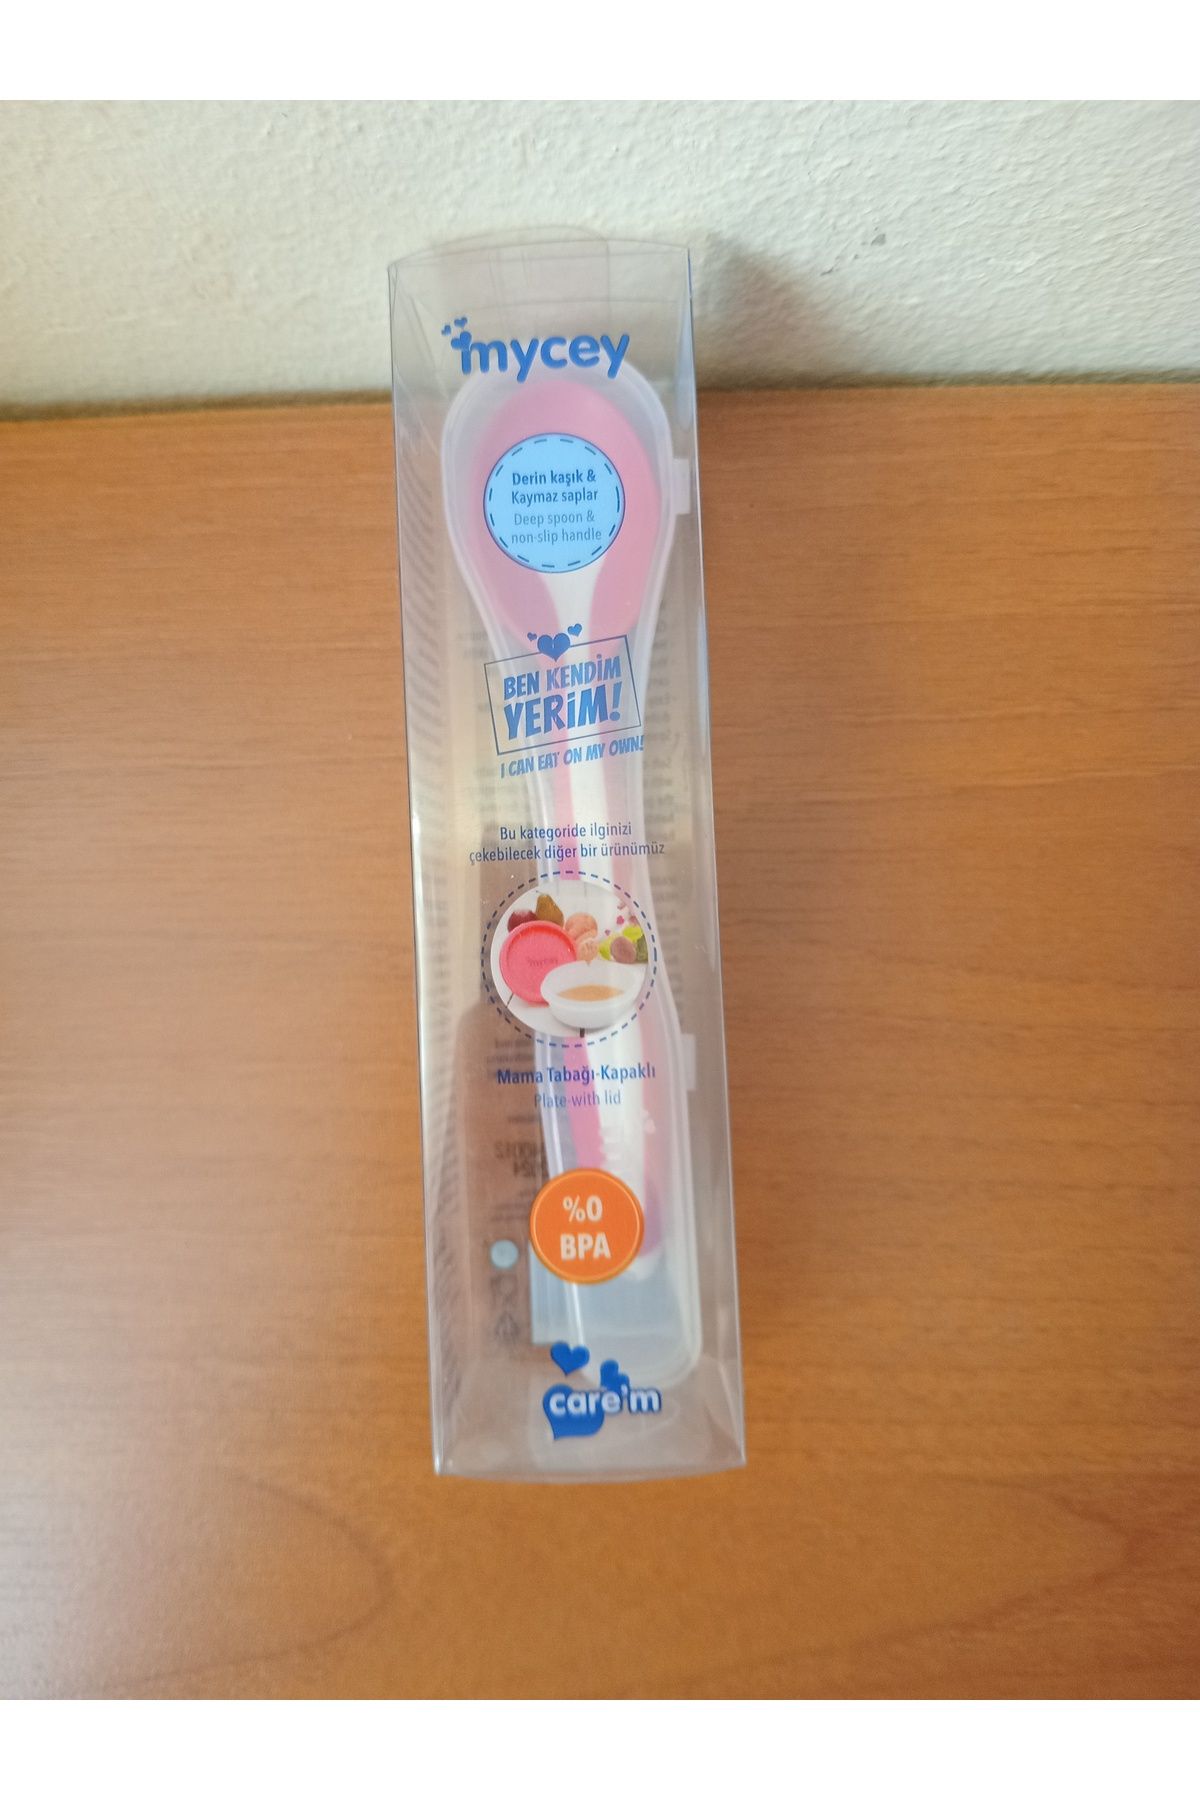 mycey
Derin kaşık &
Kaymaz saplar
Deep spoon &
non-slip handle
BEN KENDİM
YERİM!
I CAN EAT ON MY OWN!
Bu kategoride ilginizi
çekebilecek diğer bir ürünümüz
mycey
Mama Tabağı-Kapaklı
Plate-with lid
%0
BPA
care'm